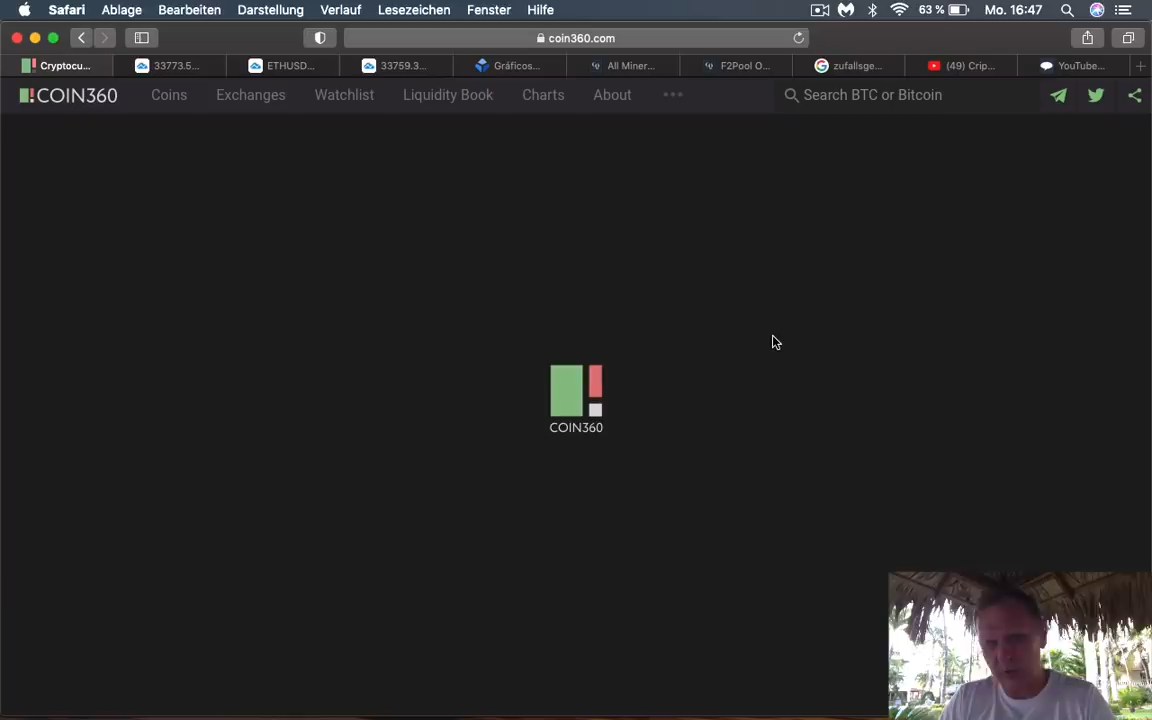 Safari Ablage Bearbeiten Darstellung Verlauf Lesezeichen Fenster Hilfe 63 % Mo. 16:47
coin360.com
Cryptocu... 33773.5... ETHUSD... 33759.3... Gráficos... All Miner... F2Pool O... zufallsge... (49) Crip... YouTube...
COIN360 Coins Exchanges Watchlist Liquidity Book Charts About Search BTC or Bitcoin
COIN360